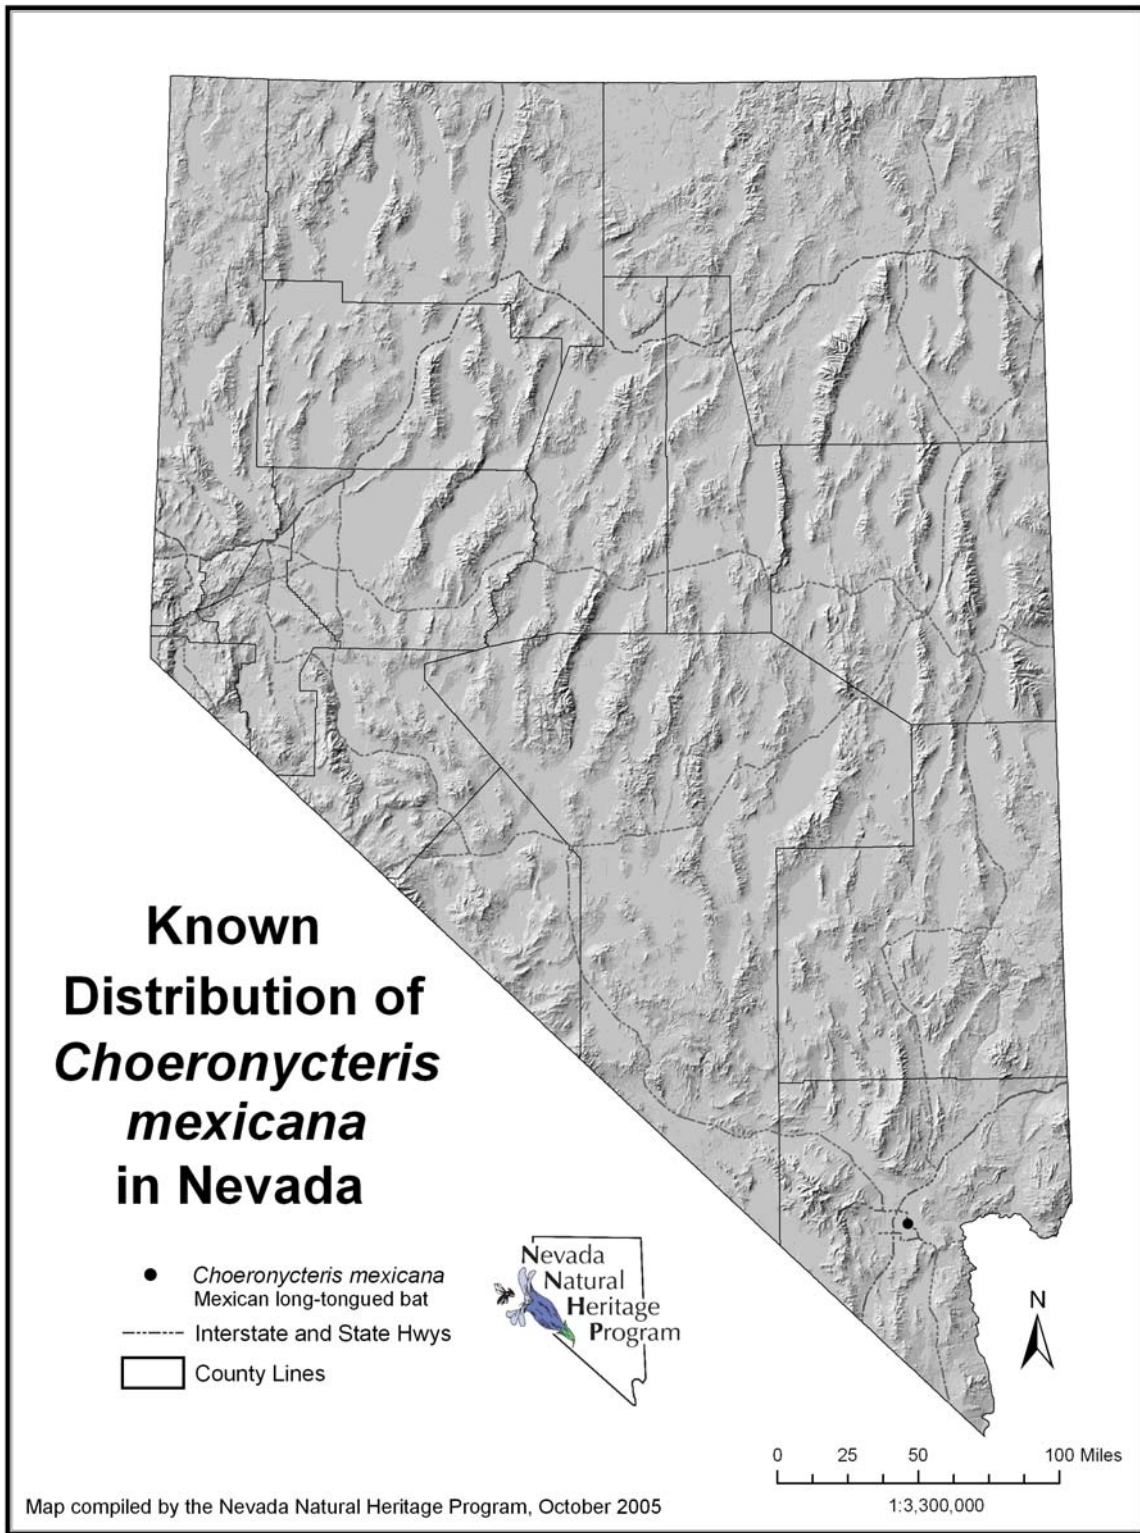 Known
Distribution of
Choeronycteris
mexicana
in Nevada
Choeronycteris mexicana
Mexican long-tongued bat
Interstate and State Hwys
County Lines
Nevada
Natural
Heritage
Program
N
0 25 50 100 Miles
1:3,300,000
Map compiled by the Nevada Natural Heritage Program, October 2005